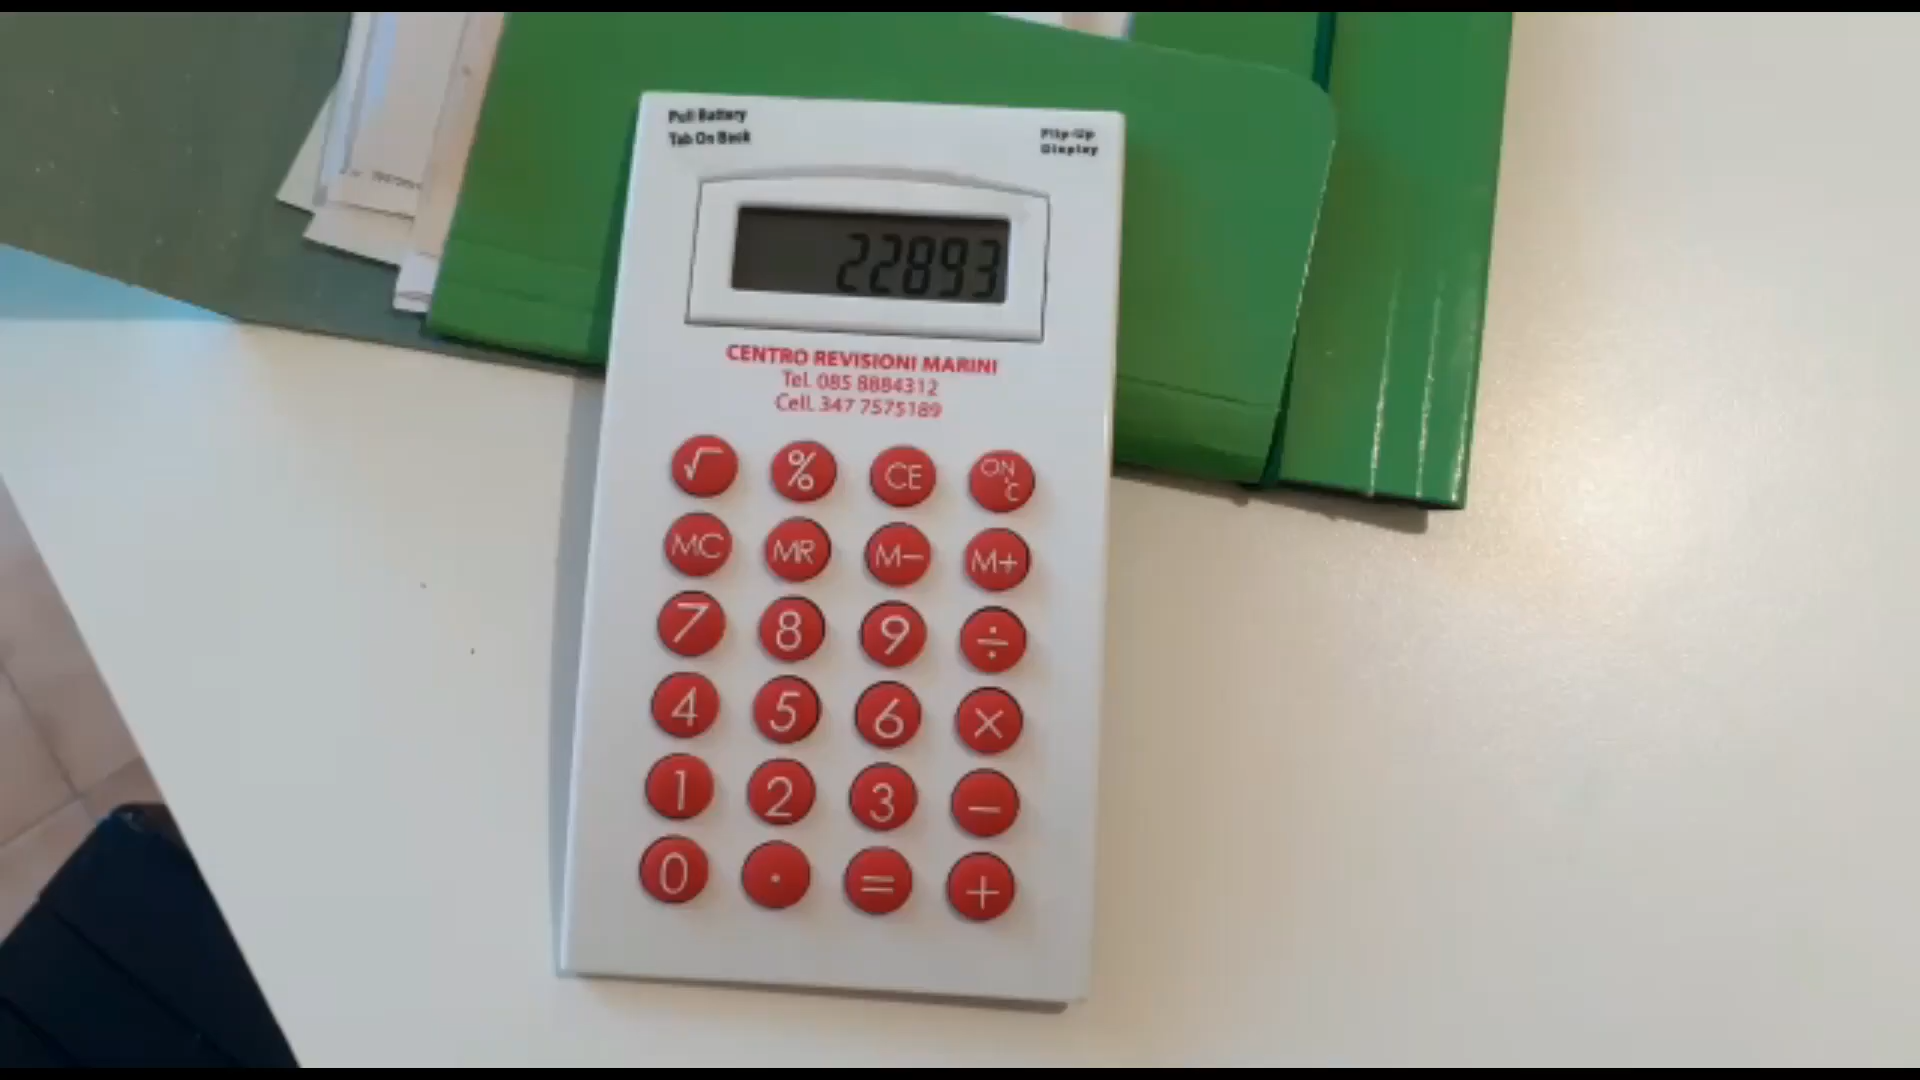 Pull Battery
Tab On Back
Flip-Up
Display
22893
CENTRO REVISIONI MARINI
Tel. 085 8884312
Cell. 347 7575189
√ % CE ON/C
MC MR M− M+
7 8 9 ÷
4 5 6 ×
1 2 3 −
0 . = +